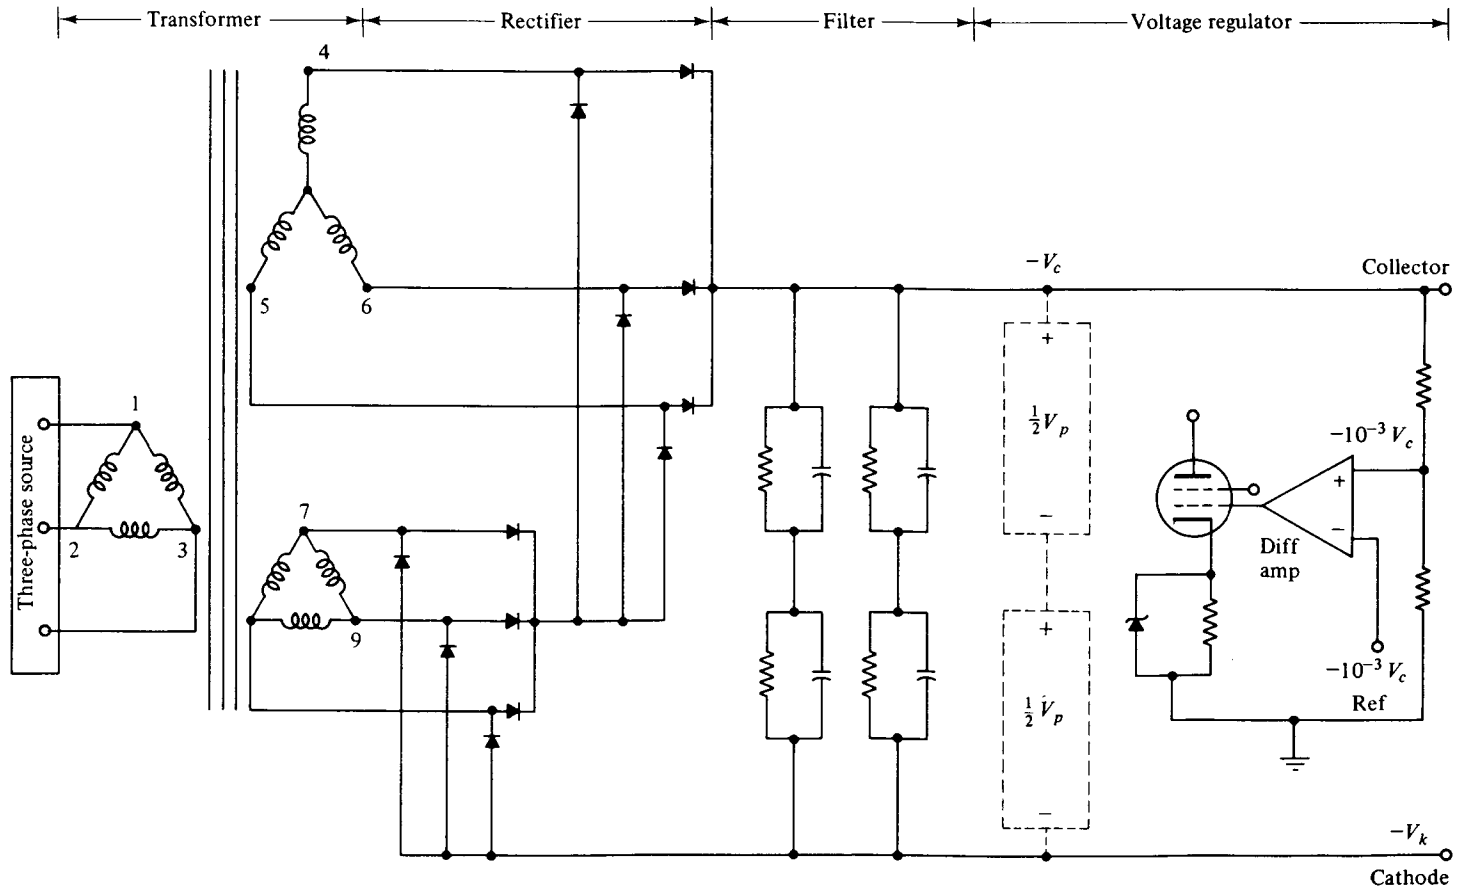 Transformer
Rectifier
Filter
Voltage regulator
4
5
6
-V_c
Collector
Three-phase source
1
2
3
½V_p
+
−
-10⁻³ V_c
+
−
Diff
amp
7
9
+
½V_p
−
-10⁻³ V_c
Ref
-V_k
Cathode